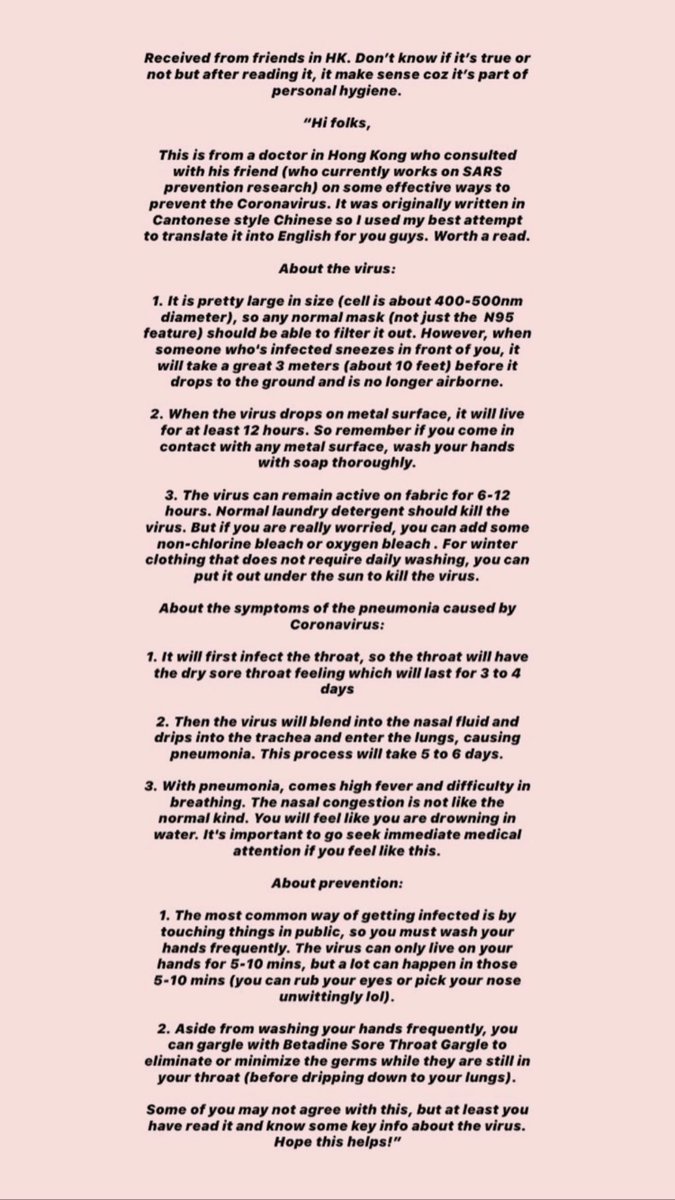 Received from friends in HK. Don't know if it's true or
not but after reading it, it make sense coz it's part of
personal hygiene.
"Hi folks,
This is from a doctor in Hong Kong who consulted
with his friend (who currently works on SARS
prevention research) on some effective ways to
prevent the Coronavirus. It was originally written in
Cantonese style Chinese so I used my best attempt
to translate it into English for you guys. Worth a read.
About the virus:
1. It is pretty large in size (cell is about 400-500nm
diameter), so any normal mask (not just the N95
feature) should be able to filter it out. However, when
someone who's infected sneezes in front of you, it
will take a great 3 meters (about 10 feet) before it
drops to the ground and is no longer airborne.
2. When the virus drops on metal surface, it will live
for at least 12 hours. So remember if you come in
contact with any metal surface, wash your hands
with soap thoroughly.
3. The virus can remain active on fabric for 6-12
hours. Normal laundry detergent should kill the
virus. But if you are really worried, you can add some
non-chlorine bleach or oxygen bleach . For winter
clothing that does not require daily washing, you can
put it out under the sun to kill the virus.
About the symptoms of the pneumonia caused by
Coronavirus:
1. It will first infect the throat, so the throat will have
the dry sore throat feeling which will last for 3 to 4
days
2. Then the virus will blend into the nasal fluid and
drips into the trachea and enter the lungs, causing
pneumonia. This process will take 5 to 6 days.
3. With pneumonia, comes high fever and difficulty in
breathing. The nasal congestion is not like the
normal kind. You will feel like you are drowning in
water. It's important to go seek immediate medical
attention if you feel like this.
About prevention:
1. The most common way of getting infected is by
touching things in public, so you must wash your
hands frequently. The virus can only live on your
hands for 5-10 mins, but a lot can happen in those
5-10 mins (you can rub your eyes or pick your nose
unwittingly lol).
2. Aside from washing your hands frequently, you
can gargle with Betadine Sore Throat Gargle to
eliminate or minimize the germs while they are still in
your throat (before dripping down to your lungs).
Some of you may not agree with this, but at least you
have read it and know some key info about the virus.
Hope this helps!"